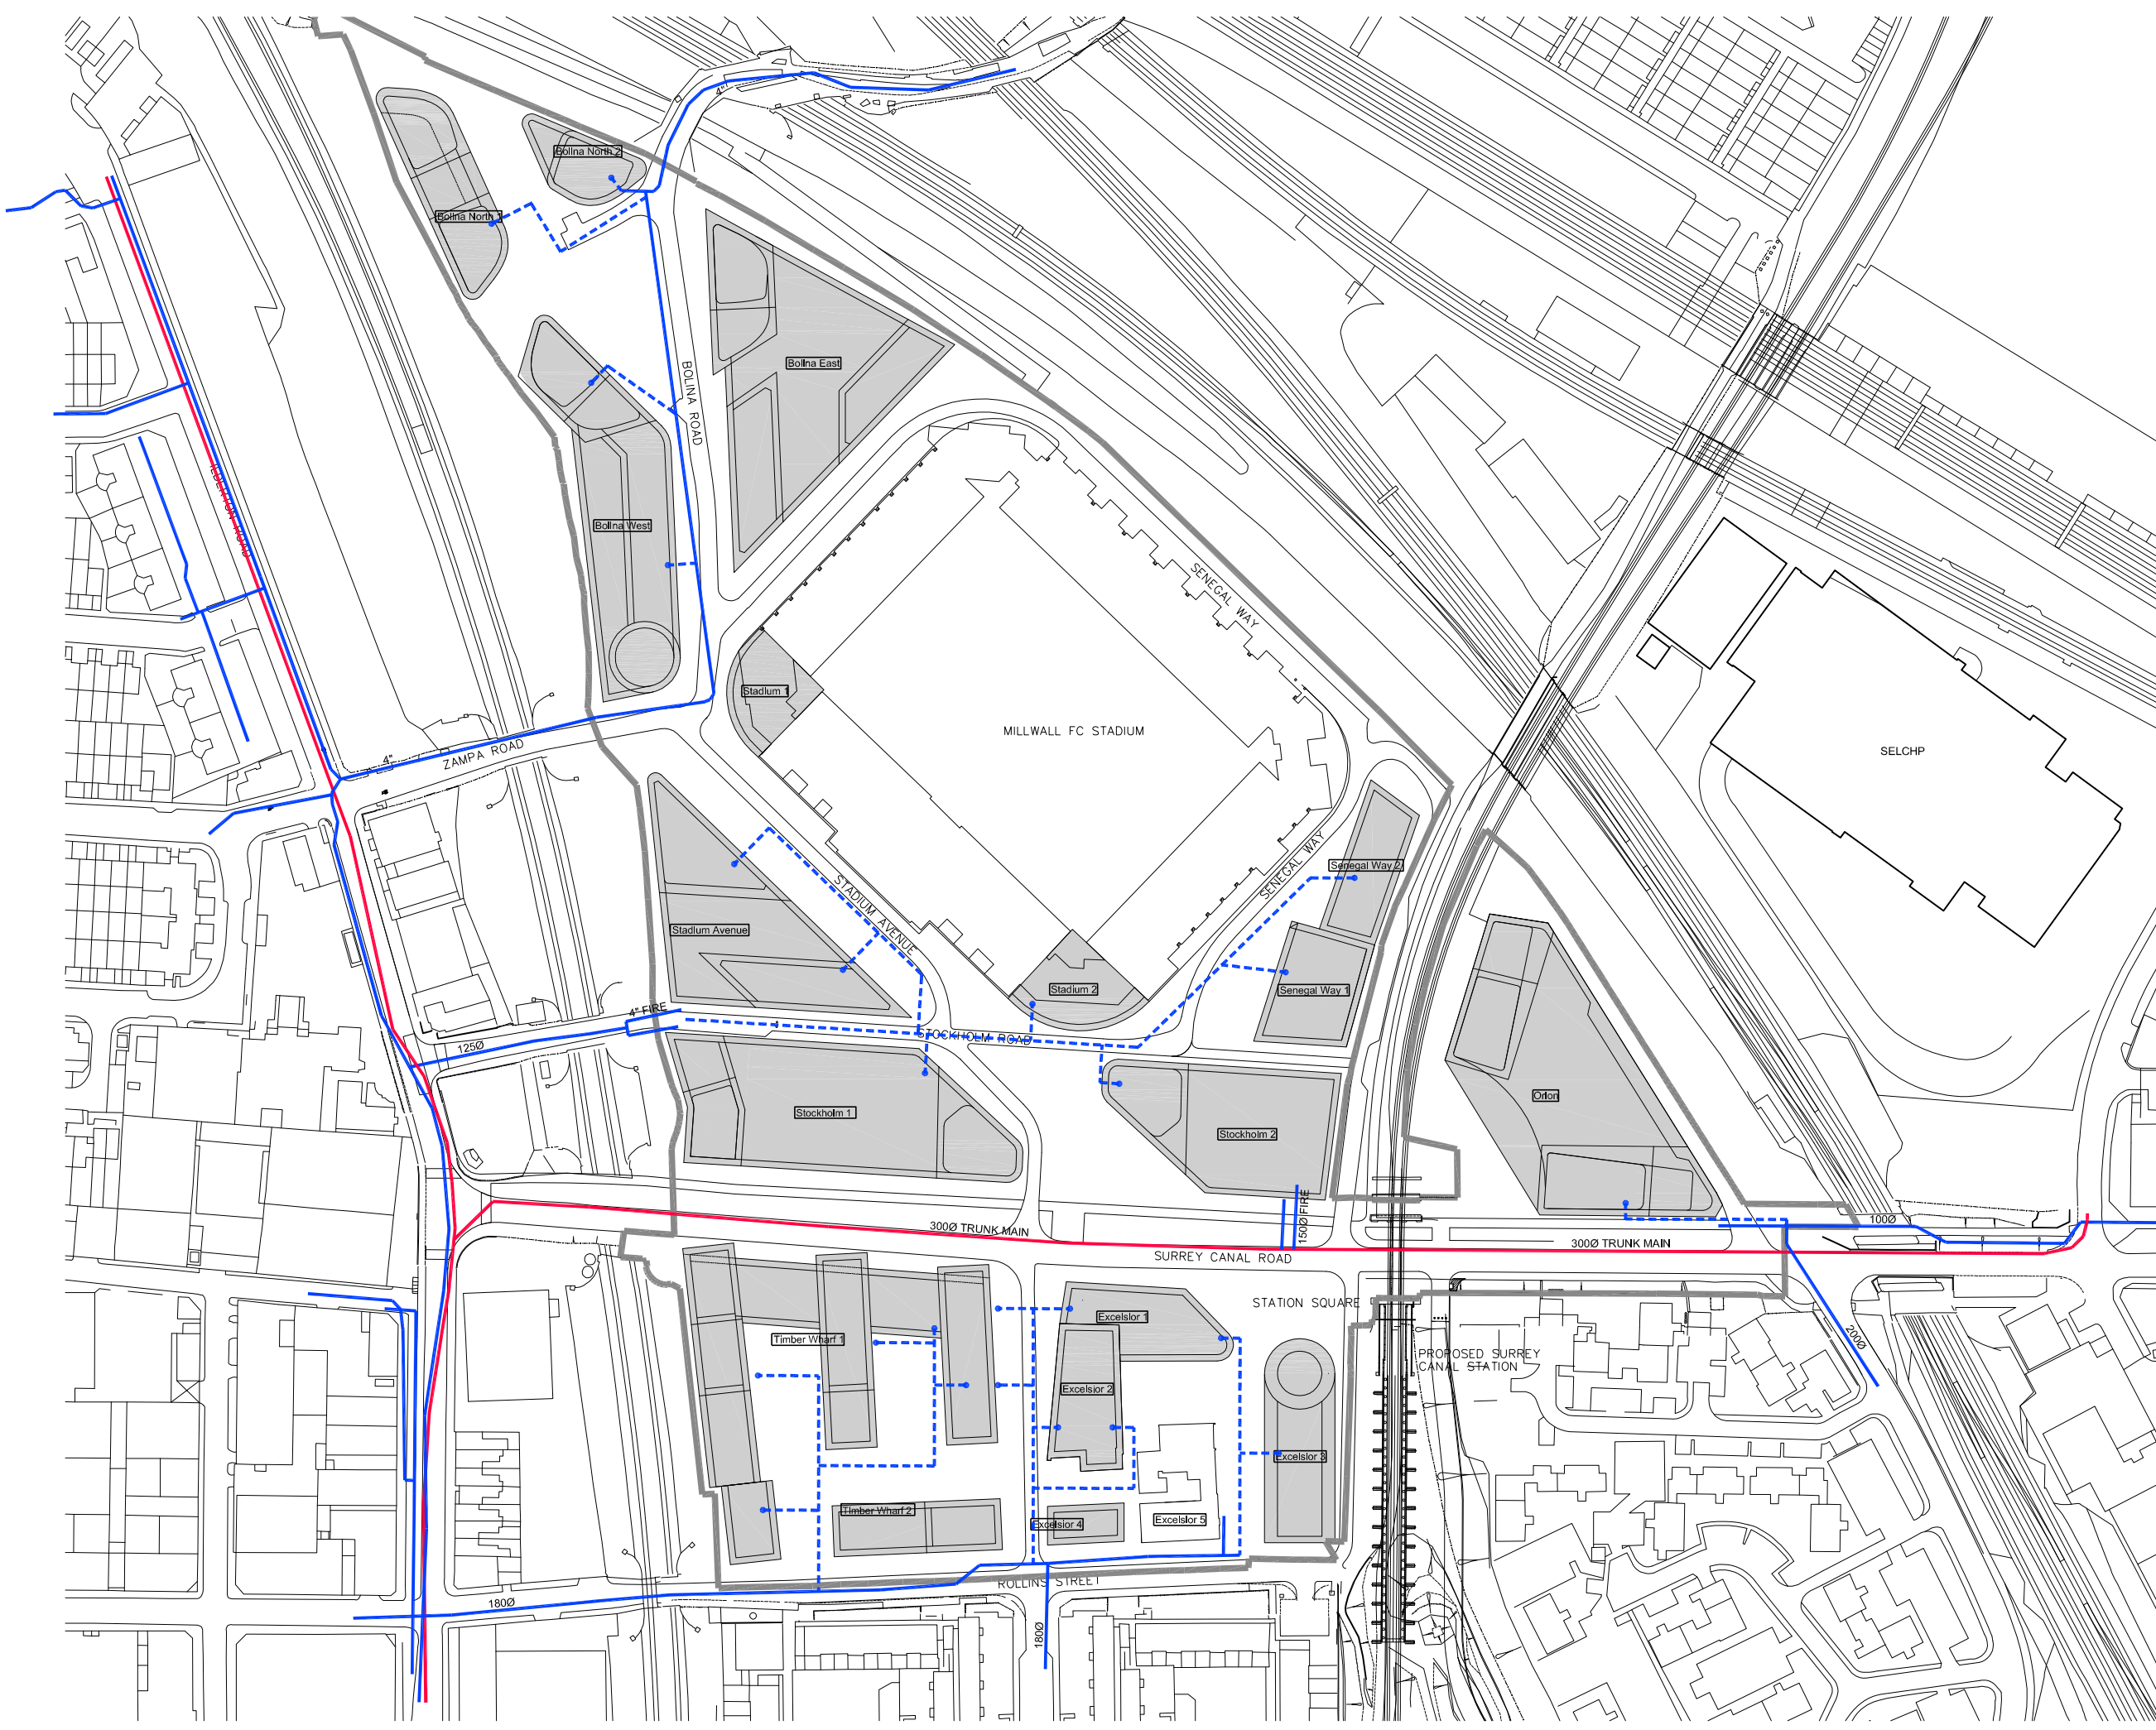 4"
Bolina North 2
Bolina North 1
BOLINA ROAD
Bolina East
ILDERTON ROAD
Bolina West
SENEGAL WAY
Stadium 1
MILLWALL FC STADIUM
SELCHP
4"
ZAMPA ROAD
Senegal Way 2
SENEGAL WAY
STADIUM AVENUE
Stadium Avenue
Stadium 2
Senegal Way 1
4" FIRE
125Ø
STOCKHOLM ROAD
Orion
Stockholm 1
Stockholm 2
150Ø FIRE
100Ø
300Ø TRUNK MAIN
300Ø TRUNK MAIN
SURREY CANAL ROAD
STATION SQUARE
Excelsior 1
Timber Wharf 1
200Ø
PROPOSED SURREY
CANAL STATION
Excelsior 2
Excelsior 3
Timber Wharf 2
Excelsior 4
Excelsior 5
ROLLINS STREET
180Ø
180Ø